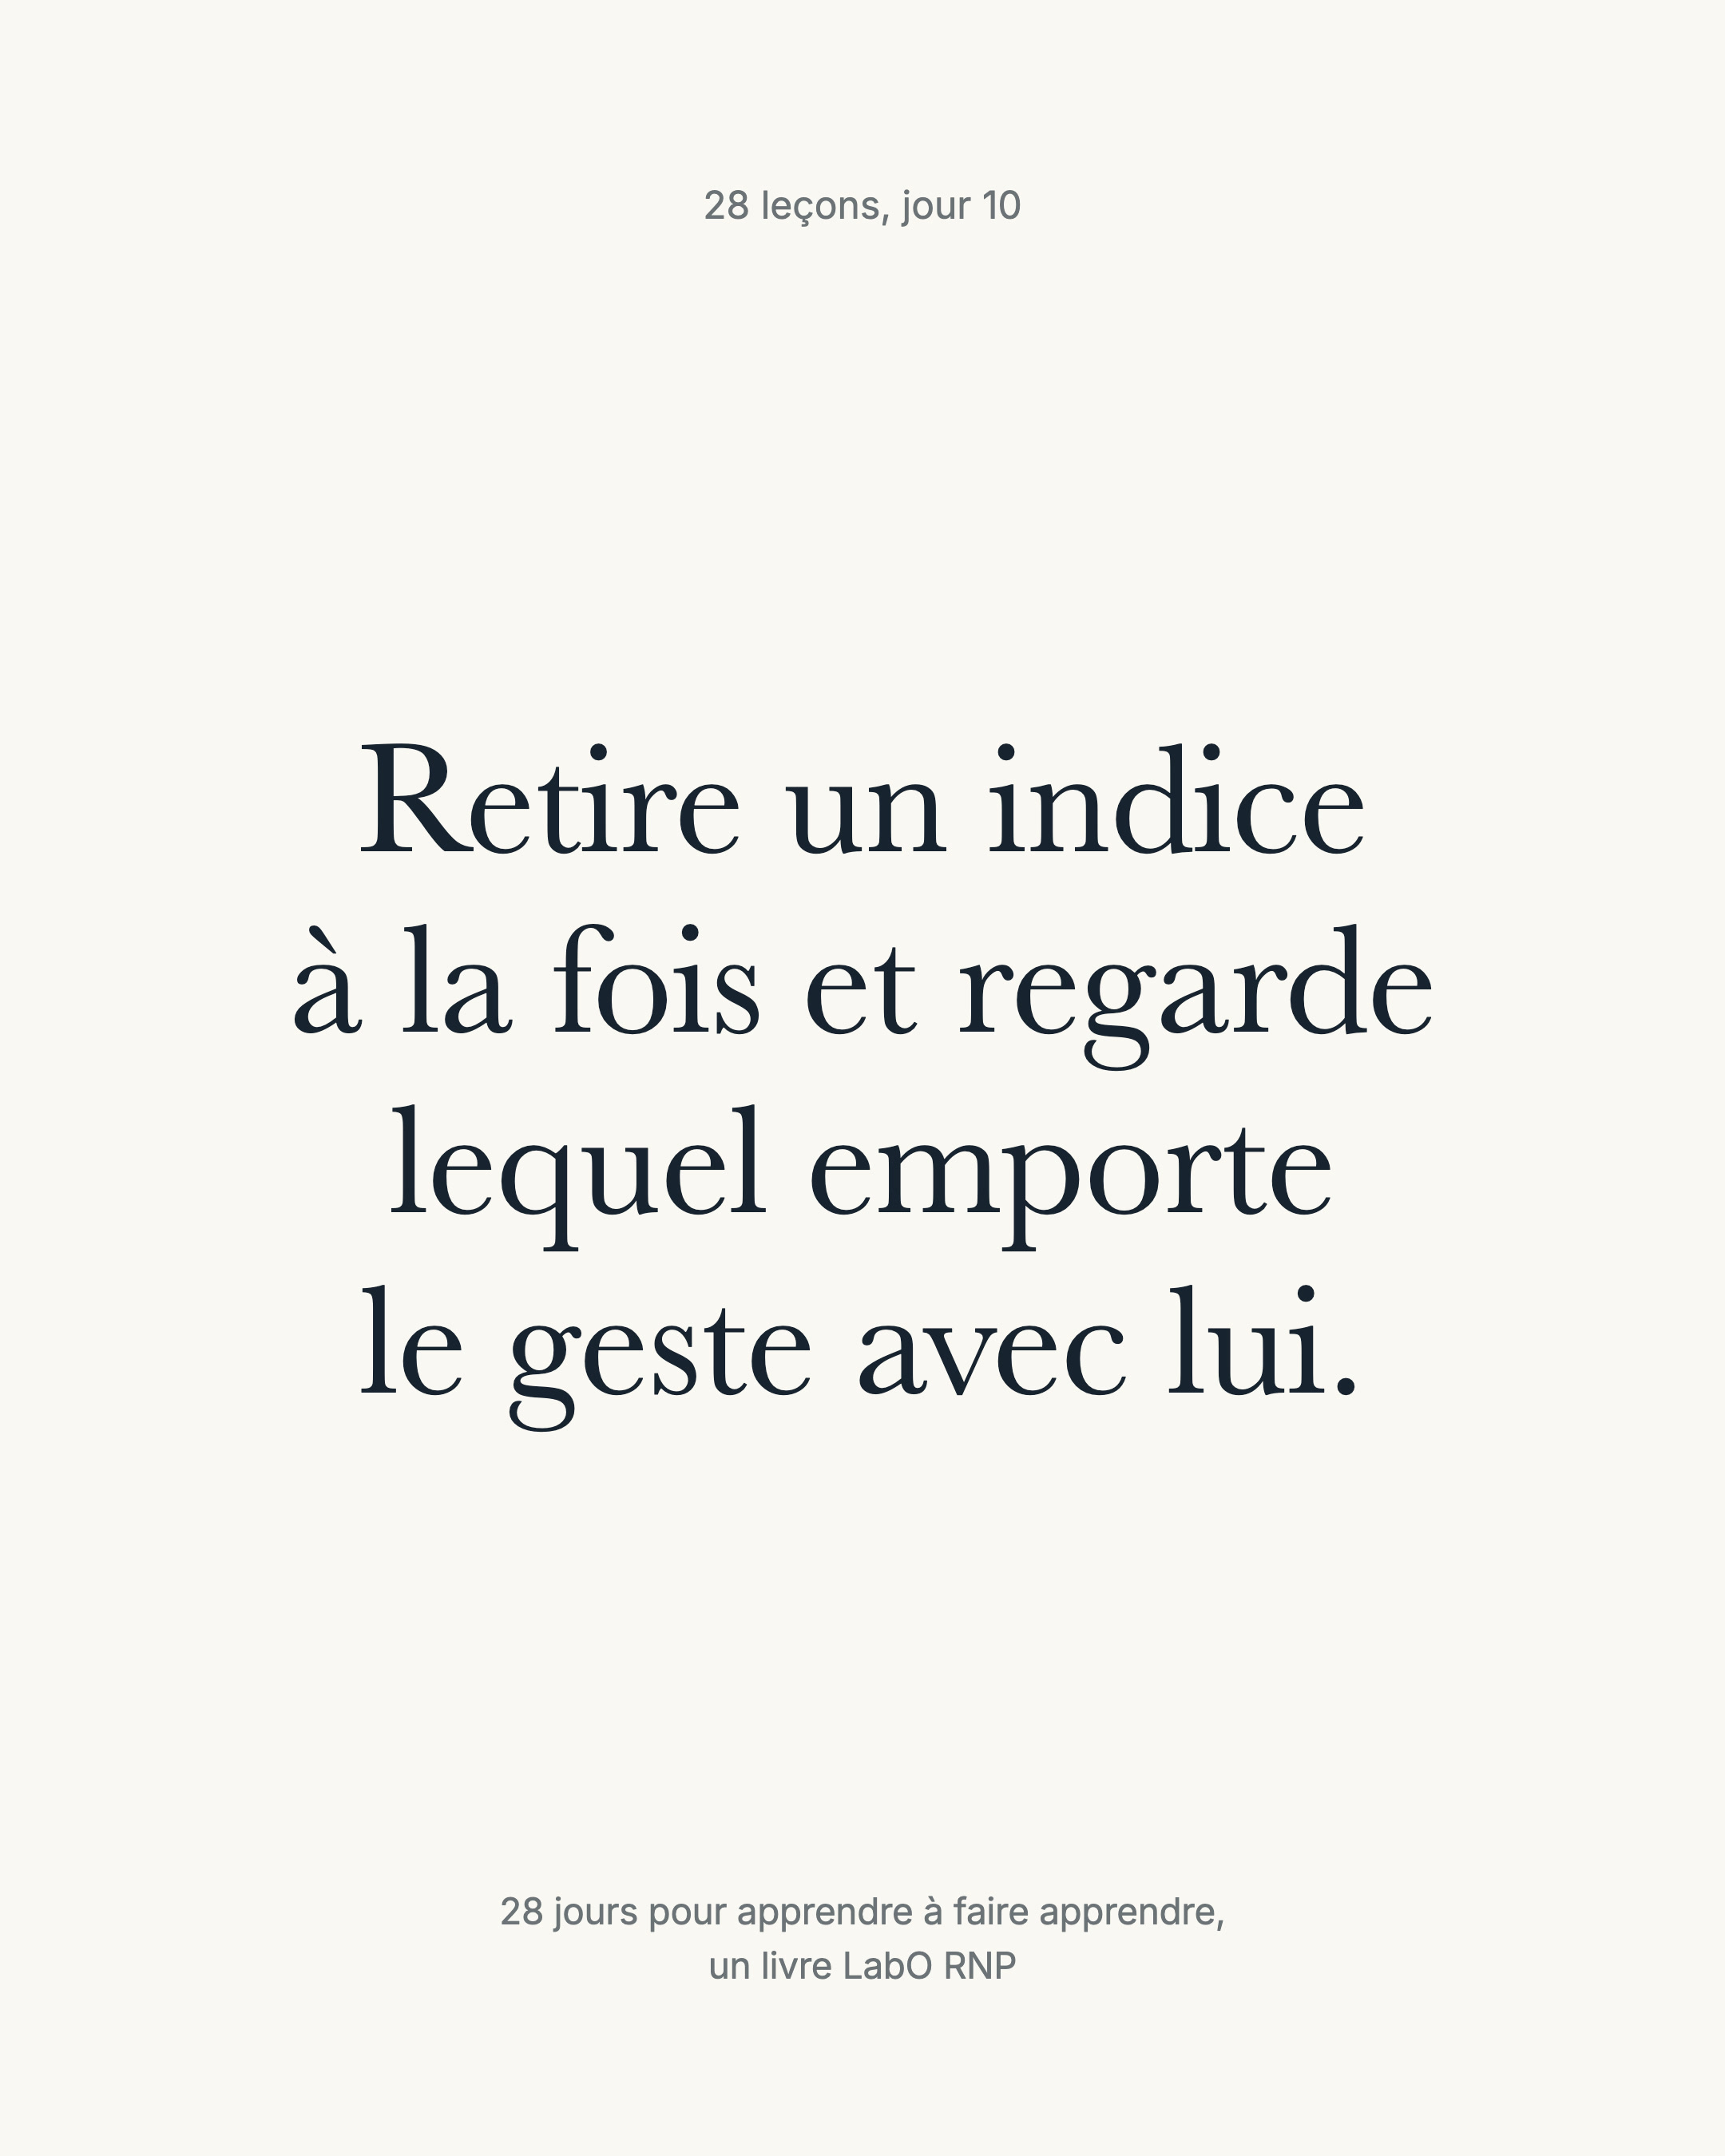 28 leçons, jour 10
Retire un indice
à la fois et regarde
lequel emporte
le geste avec lui.
28 jours pour apprendre à faire apprendre,
un livre LabO RNP